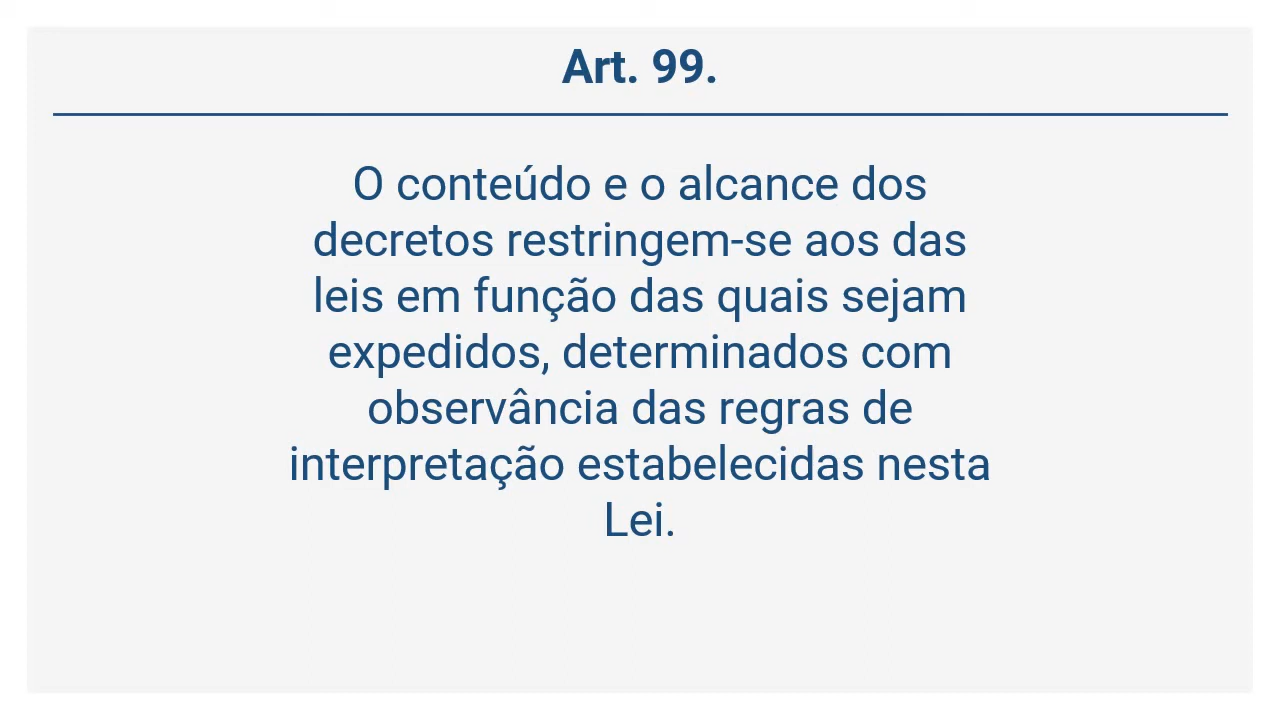 Art. 99.
O conteúdo e o alcance dos
decretos restringem-se aos das
leis em função das quais sejam
expedidos, determinados com
observância das regras de
interpretação estabelecidas nesta
Lei.